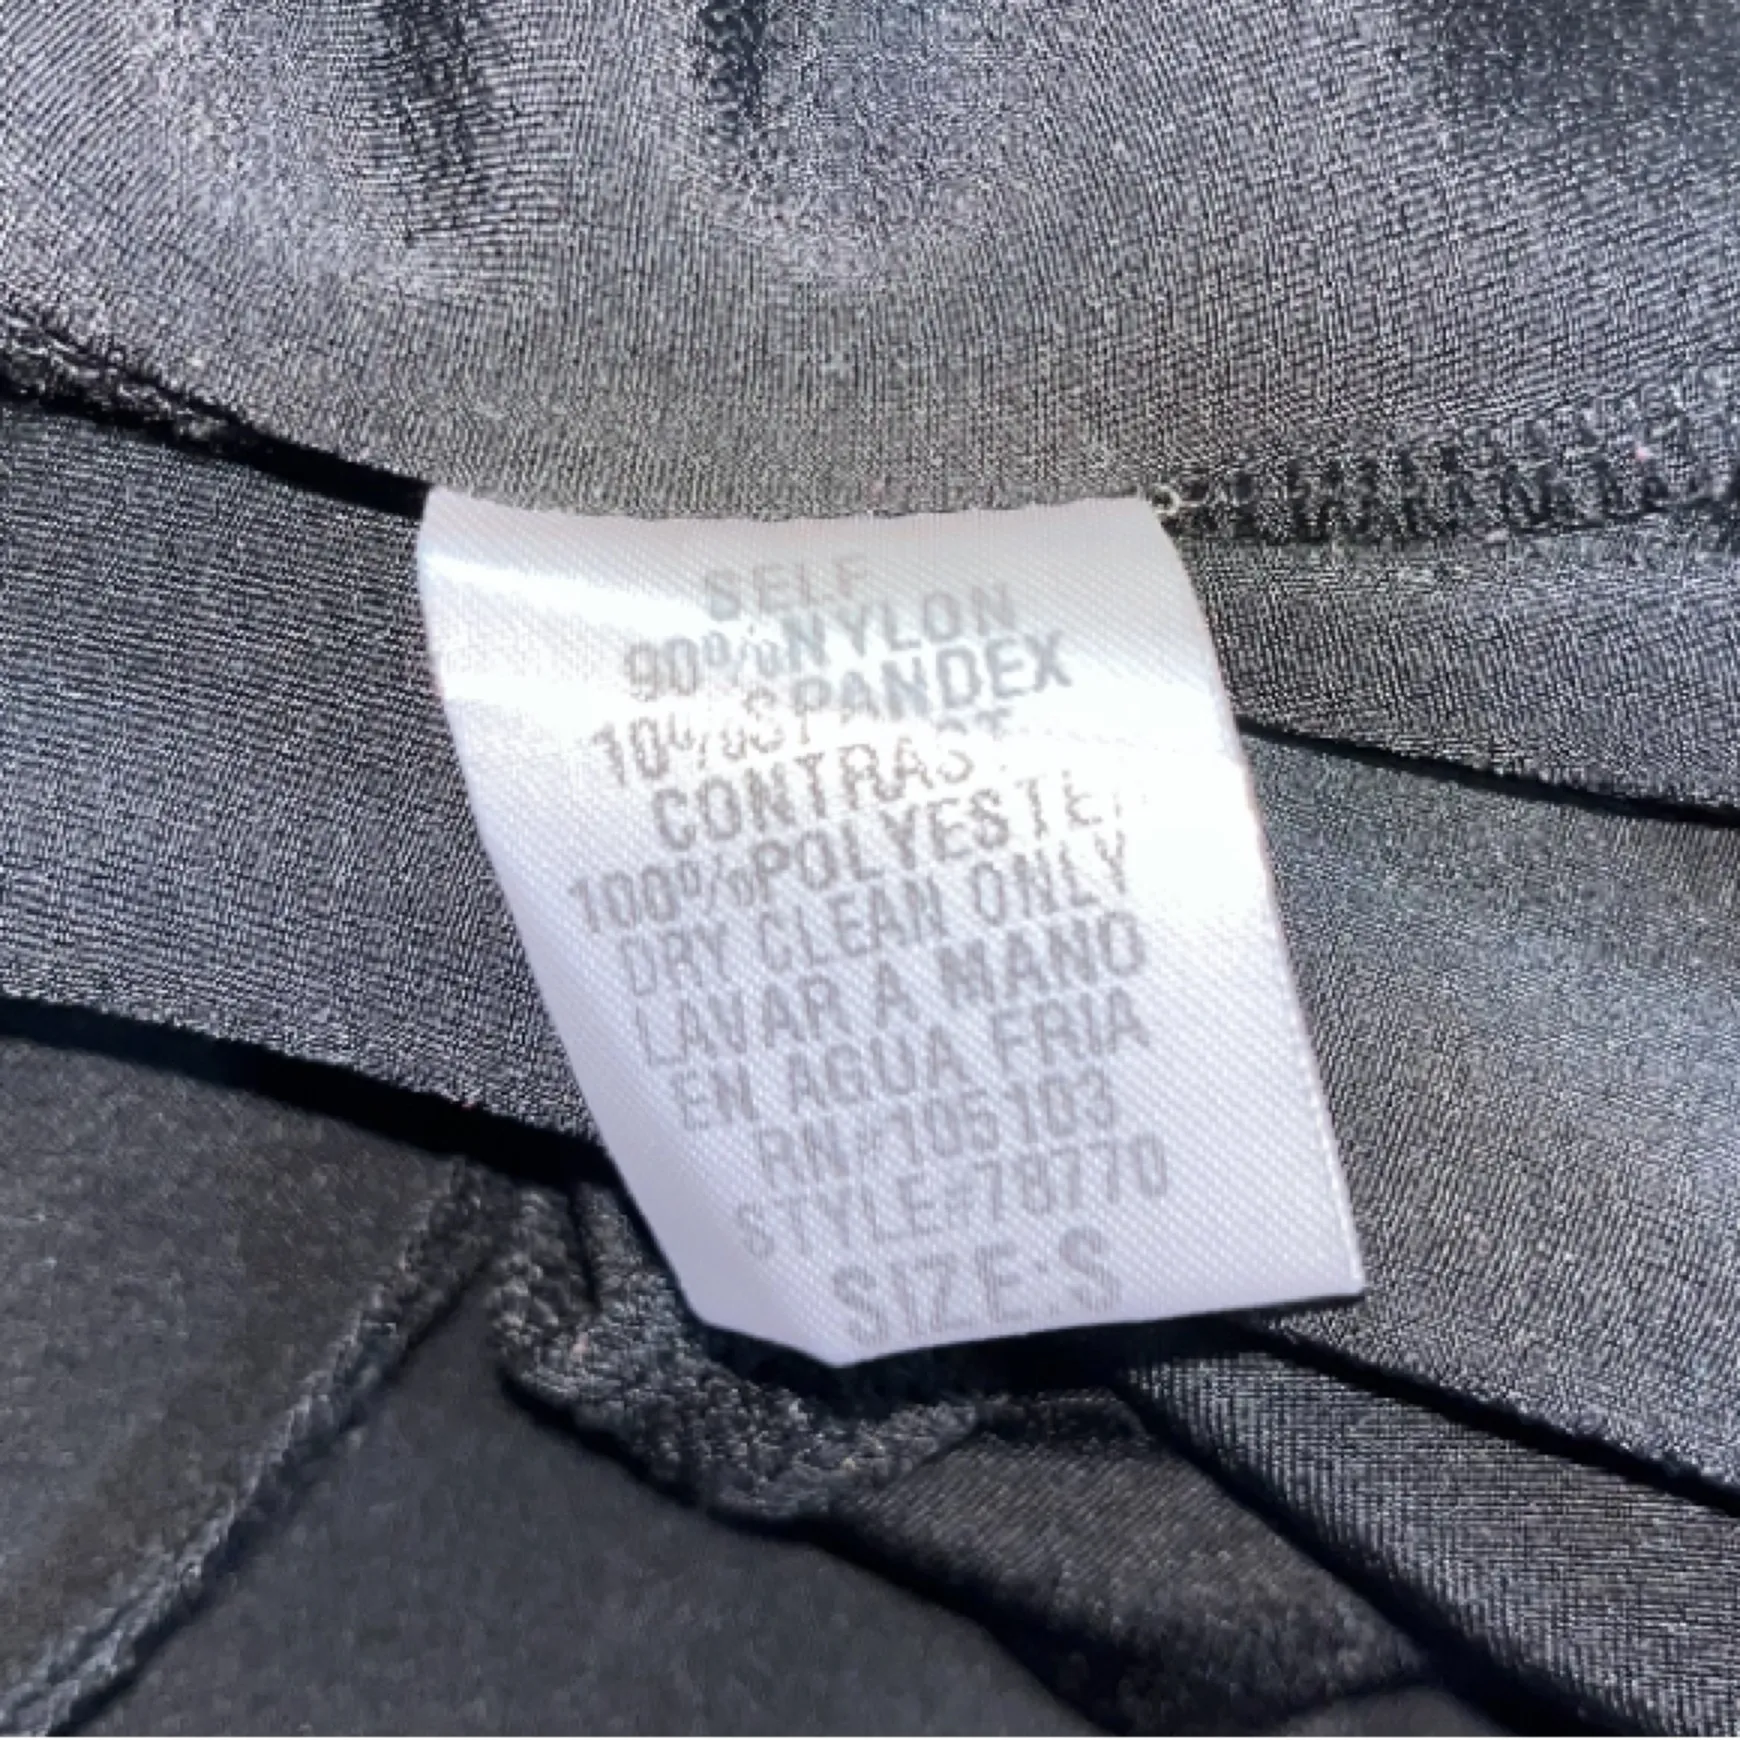 SELF
90%NYLON
10%SPANDEX
CONTRAST
100%POLYESTER
DRY CLEAN ONLY
LAVAR A MANO
EN AGUA FRIA
RN#105103
STYLE#78770
SIZE:S